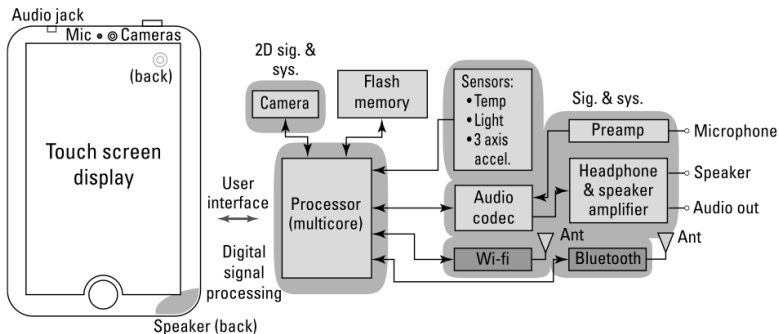 Audio jack
Mic
Cameras
(back)
Touch screen
display
Speaker (back)
User
interface
Digital
signal
processing
2D sig. &
sys.
Camera
Flash
memory
Processor
(multicore)
Sensors:
•Temp
•Light
•3 axis
accel.
Sig. & sys.
Preamp
Microphone
Audio
codec
Headphone
& speaker
amplifier
Speaker
Audio out
Wi-fi
Ant
Bluetooth
Ant